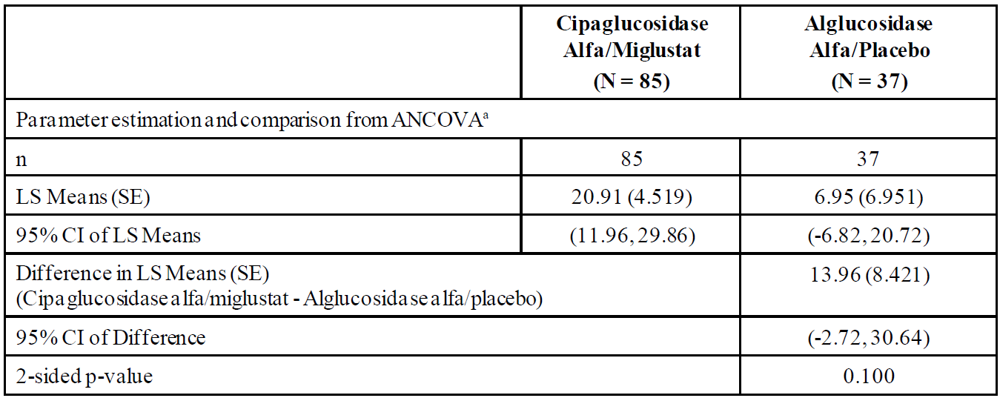 Cipaglucosidase
Alfa/Miglustat
(N = 85)
Alglucosidase
Alfa/Placebo
(N = 37)
Parameter estimation and comparison from ANCOVAa
n 85 37
LS Means (SE) 20.91 (4.519) 6.95 (6.951)
95% CI of LS Means (11.96, 29.86) (-6.82, 20.72)
Difference in LS Means (SE) 13.96 (8.421)
(Cipaglucosidase alfa/miglustat - Alglucosidase alfa/placebo)
95% CI of Difference (-2.72, 30.64)
2-sided p-value 0.100